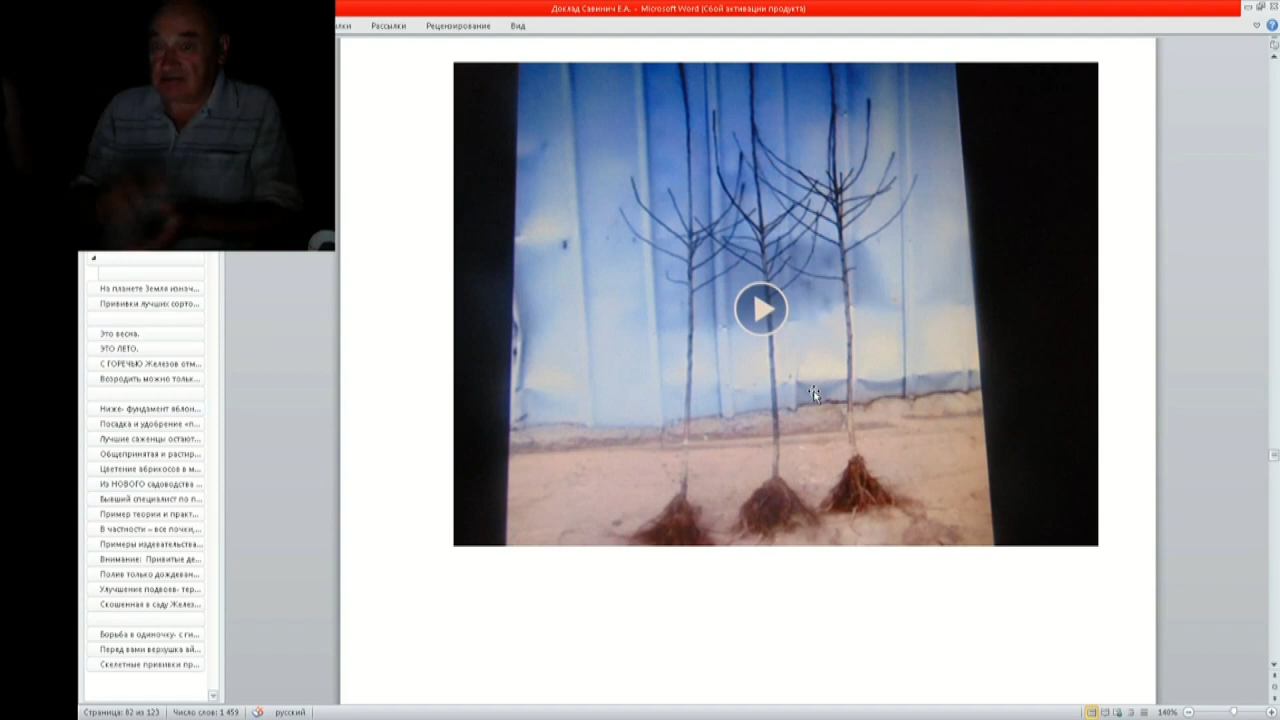 Доклад Савинич Е.А. - Microsoft Word (Сбой активации продукта)
лки Рассылки Рецензирование Вид
На планете Земля изнач...
Прививки лучших сорто...
Это весна.
ЭТО ЛЕТО.
С ГОРЕЧЬЮ Железов отм...
Возродить можно тольк...
Ниже- фундамент яблон...
Посадка и удобрение «п...
Лучшие саженцы остают...
Общепринятая и растир...
Цветение абрикосов в м...
Из НОВОГО садоводства ...
Бывший специалист по п...
Пример теории и практ...
В частности – все почки,...
Примеры издевательства...
Внимание: Привитые де...
Полив только дождеван...
Улучшение подвоев- тер...
Скошенная в саду Желез...
Борьба в одиночку- с ги...
Перед вами верхушка ай...
Скелетные прививки пр...
Страница: 82 из 123 Число слов: 1 459 русский 140%